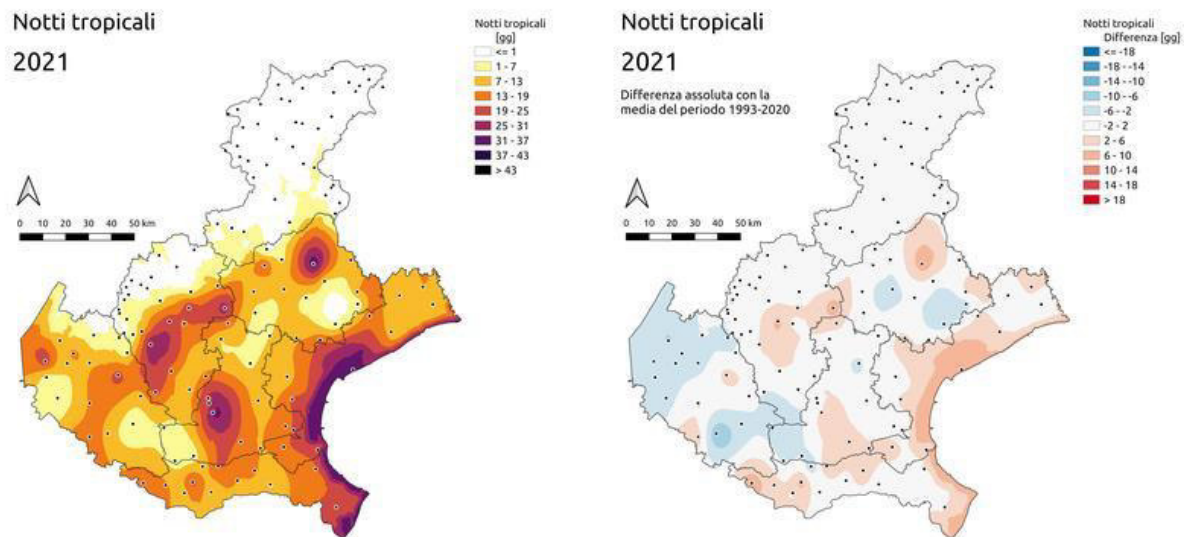 Notti tropicali
2021
Notti tropicali
[gg]
<= 1
1 - 7
7 - 13
13 - 19
19 - 25
25 - 31
31 - 37
37 - 43
> 43
0 10 20 30 40 50 km
Notti tropicali
2021
Differenza assoluta con la
media del periodo 1993-2020
Notti tropicali
Differenza [gg]
<= -18
-18 - -14
-14 - -10
-10 - -6
-6 - -2
-2 - 2
2 - 6
6 - 10
10 - 14
14 - 18
> 18
0 10 20 30 40 50 km